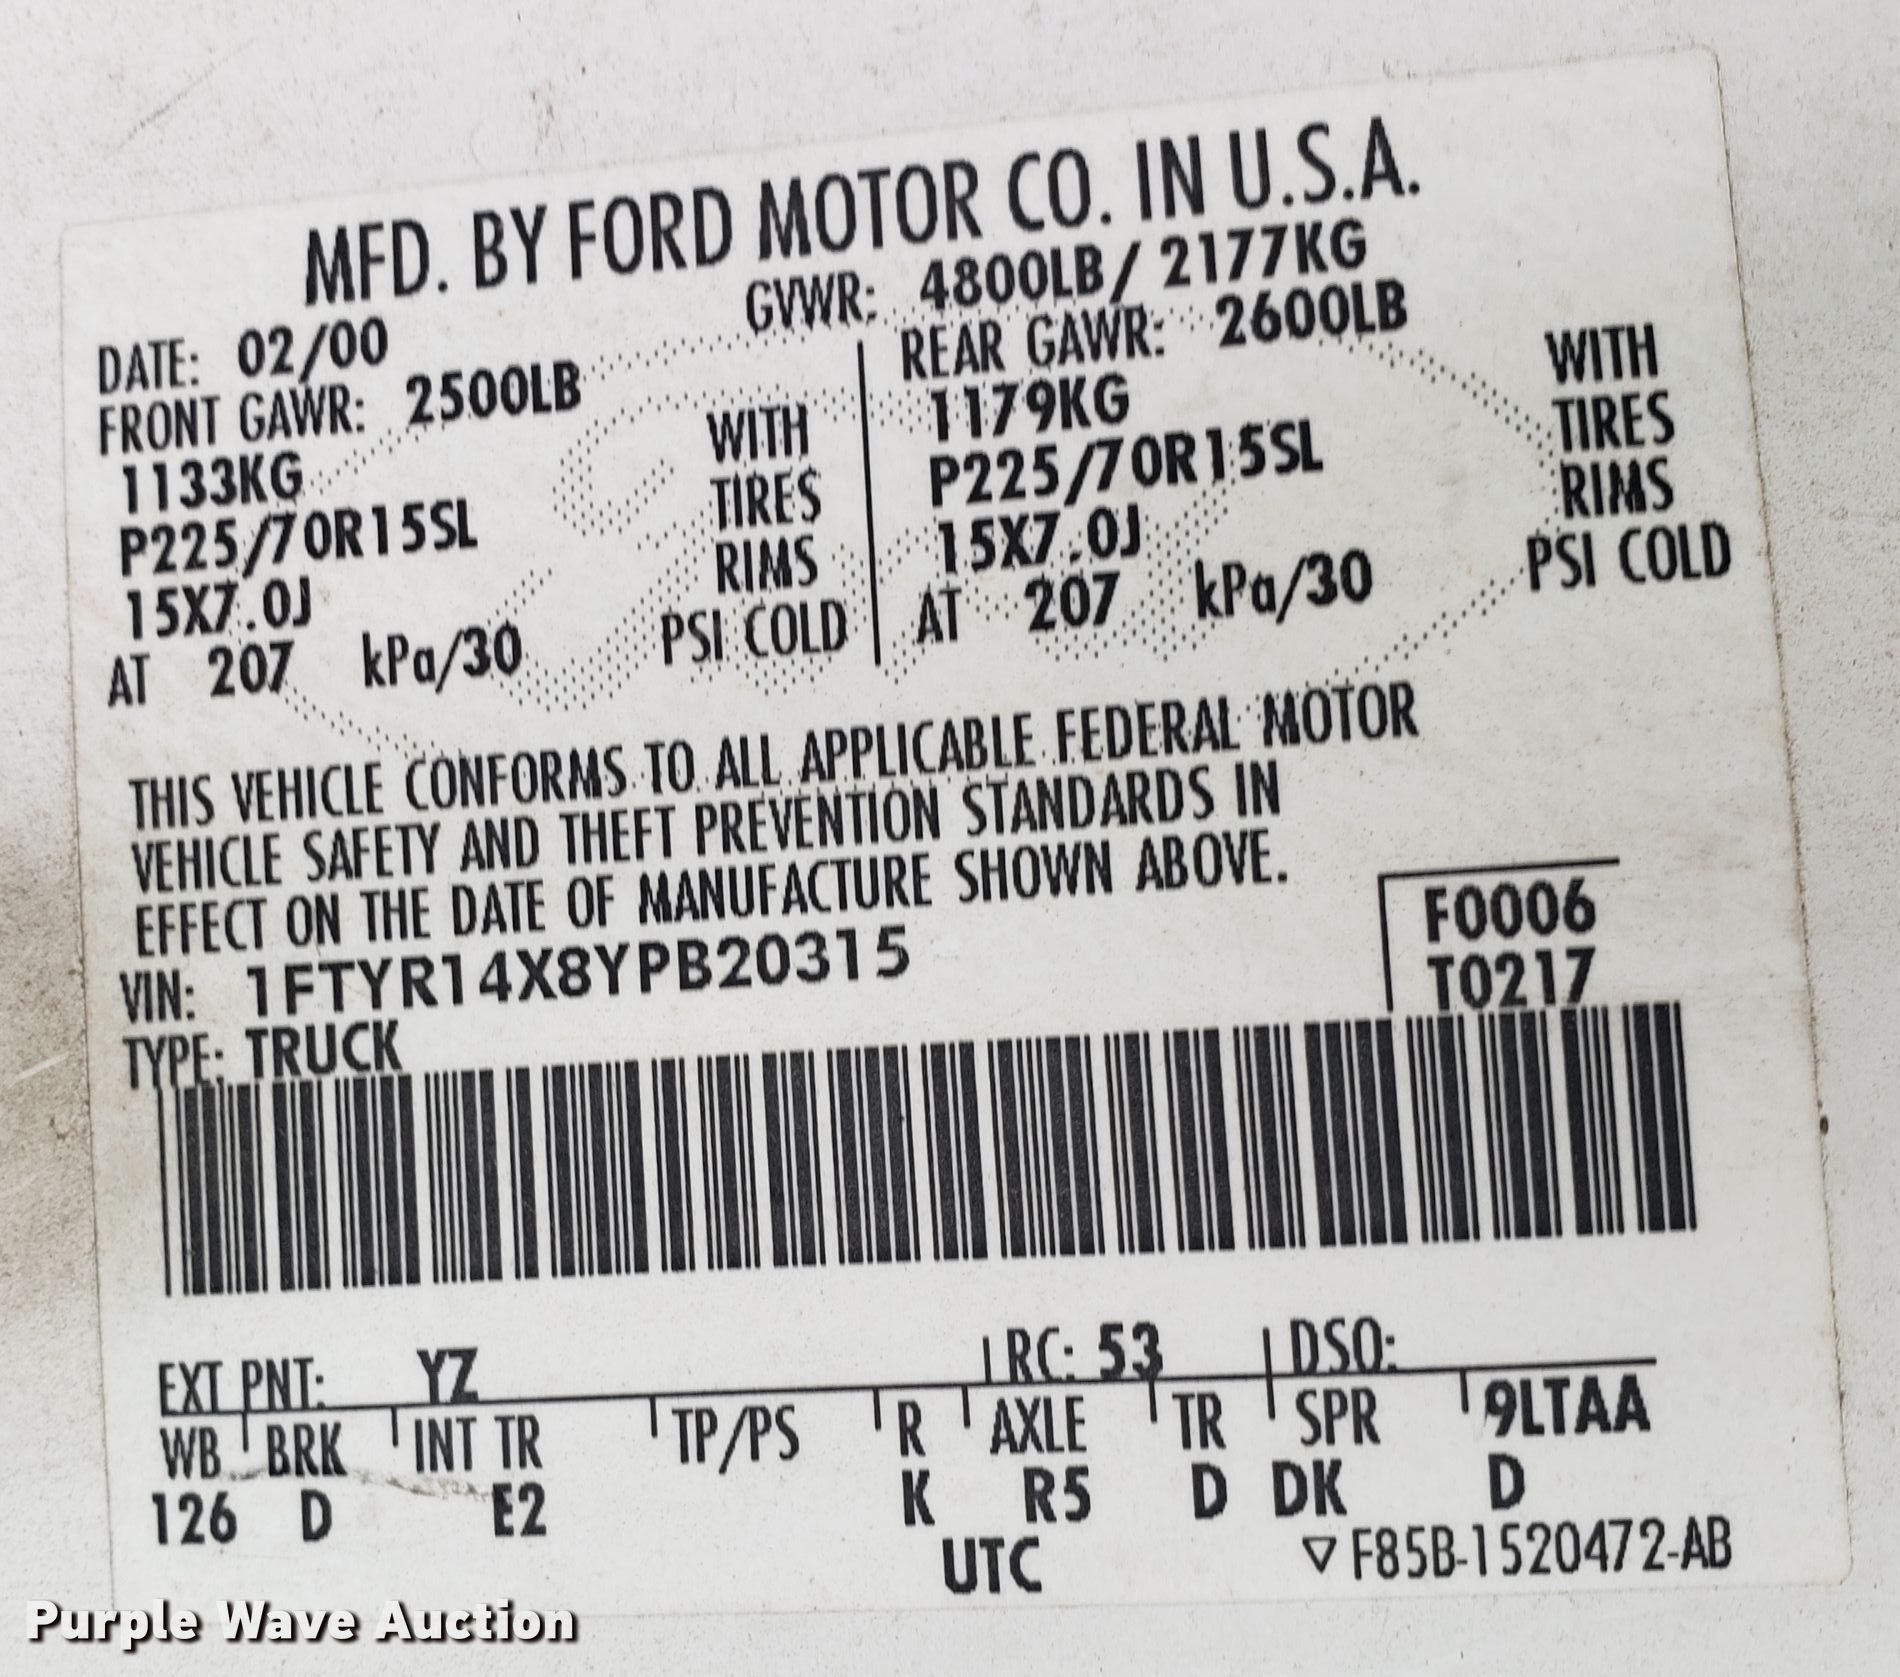 MFD. BY FORD MOTOR CO. IN U.S.A.
DATE: 02/00 GVWR: 4800LB/ 2177KG
FRONT GAWR: 2500LB REAR GAWR: 2600LB
1133KG WITH 1179KG WITH
P225/70R15SL TIRES P225/70R15SL TIRES
15X7.0J RIMS 15X7.0J RIMS
AT 207 kPa/30 PSI COLD AT 207 kPa/30 PSI COLD
THIS VEHICLE CONFORMS TO ALL APPLICABLE FEDERAL MOTOR
VEHICLE SAFETY AND THEFT PREVENTION STANDARDS IN
EFFECT ON THE DATE OF MANUFACTURE SHOWN ABOVE.
VIN: 1FTYR14X8YPB20315 F0006
TYPE: TRUCK T0217
EXT PNT: YZ RC: 53 DSO:
WB BRK INT TR TP/PS R AXLE TR SPR 9LTAA
126 D E2 K R5 D DK D
UTC ▽ F85B-1520472-AB
Purple Wave Auction